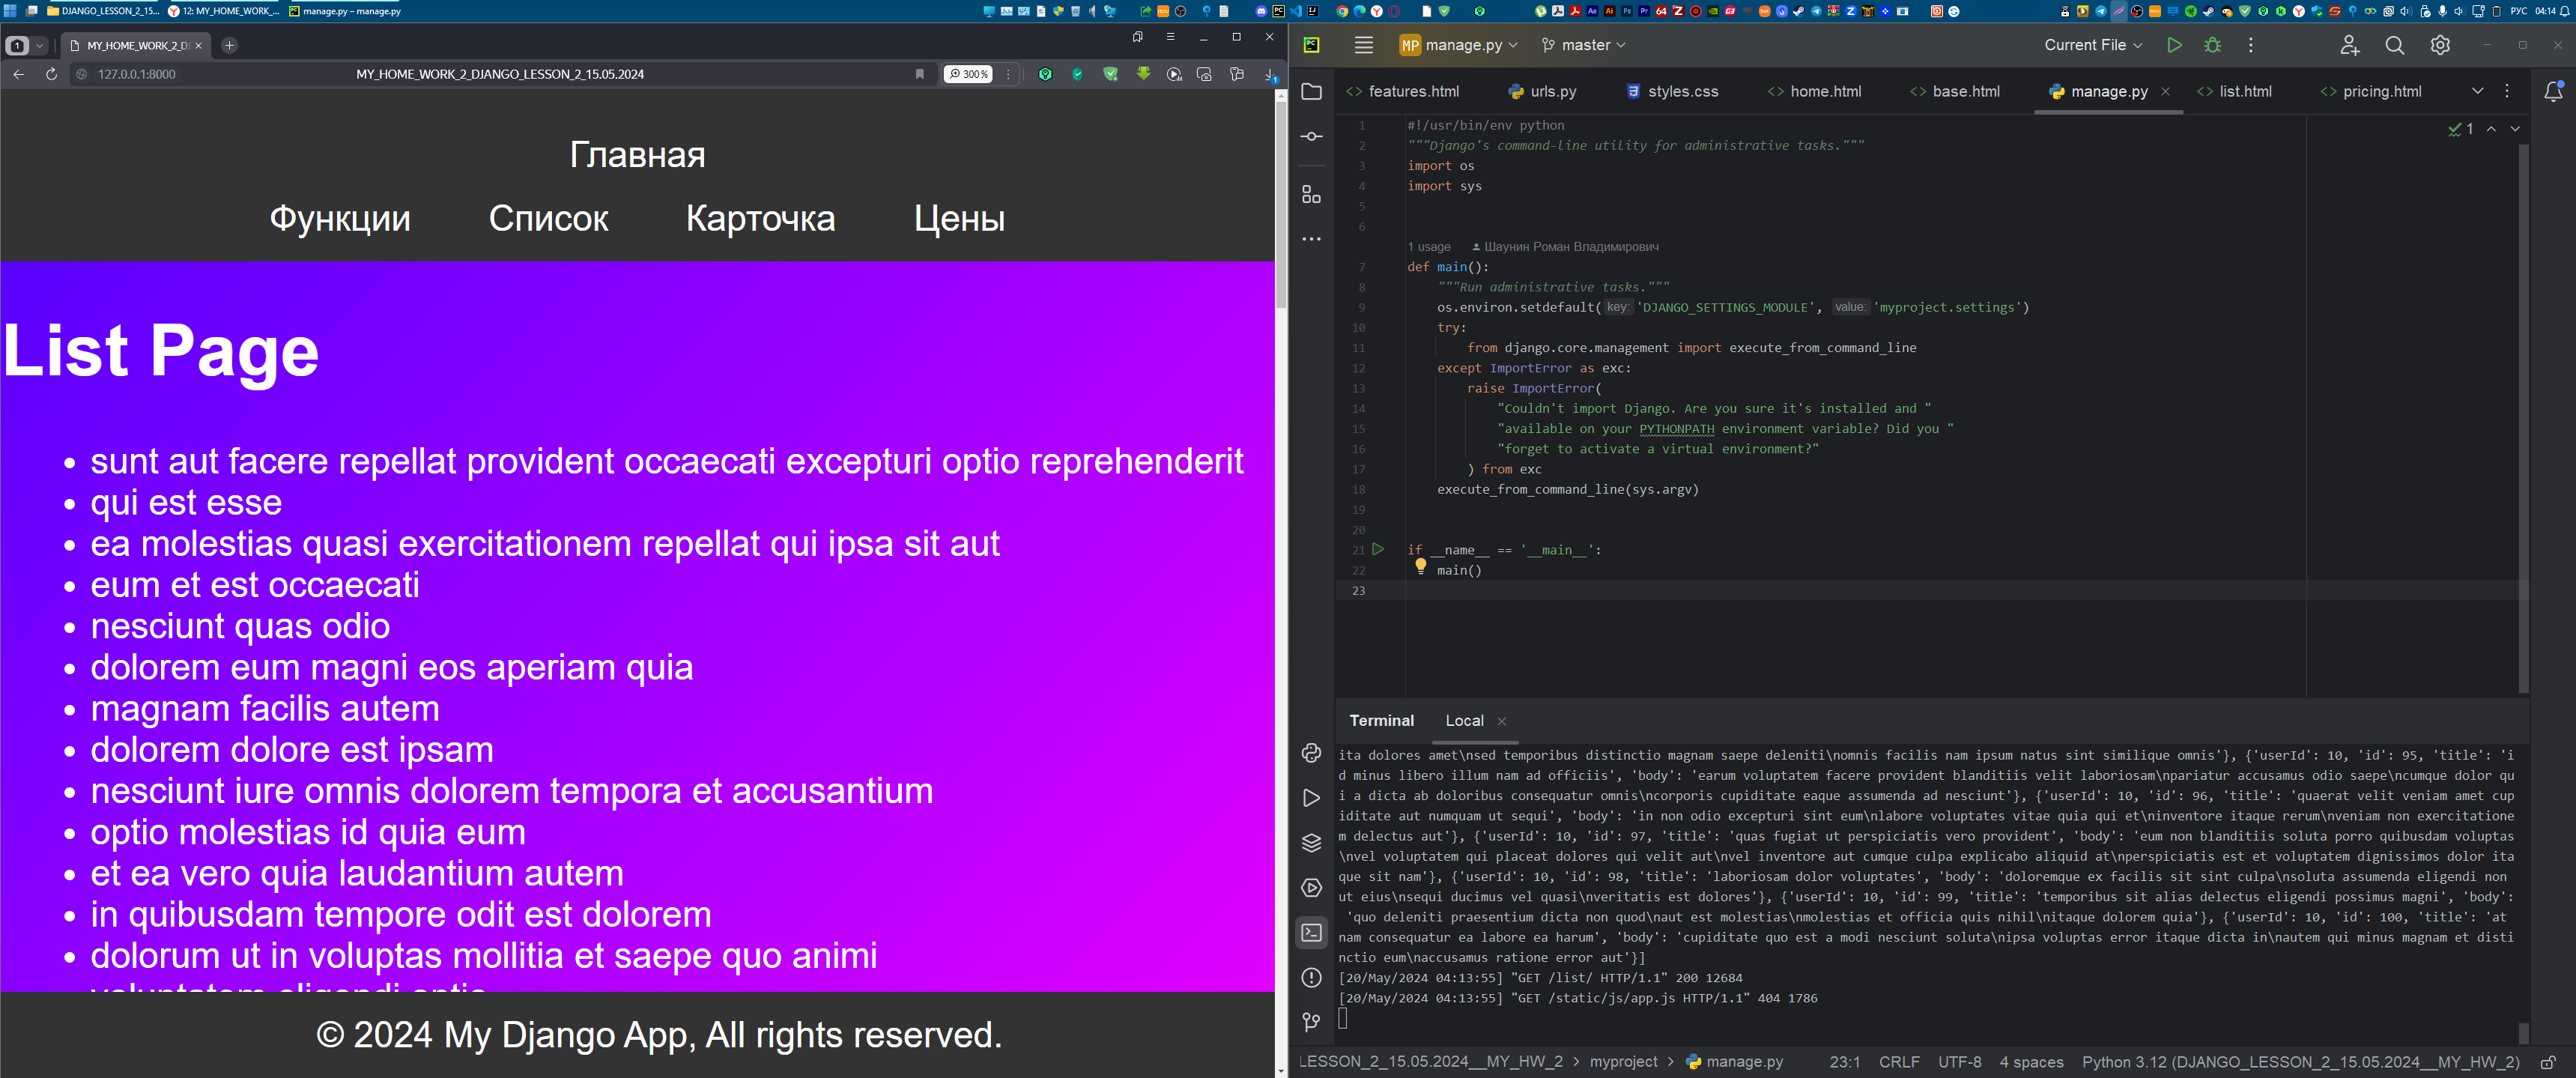 DJANGO_LESSON_2_15...
12: MY_HOME_WORK_...
manage.py – manage.py
РУС
04:14
1
MY_HOME_WORK_2_DJ
127.0.0.1:8000
MY_HOME_WORK_2_DJANGO_LESSON_2_15.05.2024
300 %
Главная
Функции Список Карточка Цены
List Page
• sunt aut facere repellat provident occaecati excepturi optio reprehenderit
• qui est esse
• ea molestias quasi exercitationem repellat qui ipsa sit aut
• eum et est occaecati
• nesciunt quas odio
• dolorem eum magni eos aperiam quia
• magnam facilis autem
• dolorem dolore est ipsam
• nesciunt iure omnis dolorem tempora et accusantium
• optio molestias id quia eum
• et ea vero quia laudantium autem
• in quibusdam tempore odit est dolorem
• dolorum ut in voluptas mollitia et saepe quo animi
• voluptatem eligendi optio
© 2024 My Django App, All rights reserved.
MP manage.py master Current File
features.html urls.py styles.css home.html base.html manage.py list.html pricing.html
1 #!/usr/bin/env python
2 """Django's command-line utility for administrative tasks."""
3 import os
4 import sys
5
6
1 usage Шаунин Роман Владимирович
7 def main():
8 """Run administrative tasks."""
9 os.environ.setdefault( key: 'DJANGO_SETTINGS_MODULE', value: 'myproject.settings')
10 try:
11 from django.core.management import execute_from_command_line
12 except ImportError as exc:
13 raise ImportError(
14 "Couldn't import Django. Are you sure it's installed and "
15 "available on your PYTHONPATH environment variable? Did you "
16 "forget to activate a virtual environment?"
17 ) from exc
18 execute_from_command_line(sys.argv)
19
20
21 if __name__ == '__main__':
22 main()
23
1
Terminal Local
ita dolores amet\nsed temporibus distinctio magnam saepe deleniti\nomnis facilis nam ipsum natus sint similique omnis'}, {'userId': 10, 'id': 95, 'title': 'i
d minus libero illum nam ad officiis', 'body': 'earum voluptatem facere provident blanditiis velit laboriosam\npariatur accusamus odio saepe\ncumque dolor qu
i a dicta ab doloribus consequatur omnis\ncorporis cupiditate eaque assumenda ad nesciunt'}, {'userId': 10, 'id': 96, 'title': 'quaerat velit veniam amet cup
iditate aut numquam ut sequi', 'body': 'in non odio excepturi sint eum\nlabore voluptates vitae quia qui et\ninventore itaque rerum\nveniam non exercitatione
m delectus aut'}, {'userId': 10, 'id': 97, 'title': 'quas fugiat ut perspiciatis vero provident', 'body': 'eum non blanditiis soluta porro quibusdam voluptas
\nvel voluptatem qui placeat dolores qui velit aut\nvel inventore aut cumque culpa explicabo aliquid at\nperspiciatis est et voluptatem dignissimos dolor ita
que sit nam'}, {'userId': 10, 'id': 98, 'title': 'laboriosam dolor voluptates', 'body': 'doloremque ex facilis sit sint culpa\nsoluta assumenda eligendi non
ut eius\nsequi ducimus vel quasi\nveritatis est dolores'}, {'userId': 10, 'id': 99, 'title': 'temporibus sit alias delectus eligendi possimus magni', 'body':
'quo deleniti praesentium dicta non quod\naut est molestias\nmolestias et officia quis nihil\nitaque dolorem quia'}, {'userId': 10, 'id': 100, 'title': 'at
nam consequatur ea labore ea harum', 'body': 'cupiditate quo est a modi nesciunt soluta\nipsa voluptas error itaque dicta in\nautem qui minus magnam et disti
nctio eum\naccusamus ratione error aut'}]
[20/May/2024 04:13:55] "GET /list/ HTTP/1.1" 200 12684
[20/May/2024 04:13:55] "GET /static/js/app.js HTTP/1.1" 404 1786
LESSON_2_15.05.2024__MY_HW_2 > myproject > manage.py 23:1 CRLF UTF-8 4 spaces Python 3.12 (DJANGO_LESSON_2_15.05.2024__MY_HW_2)